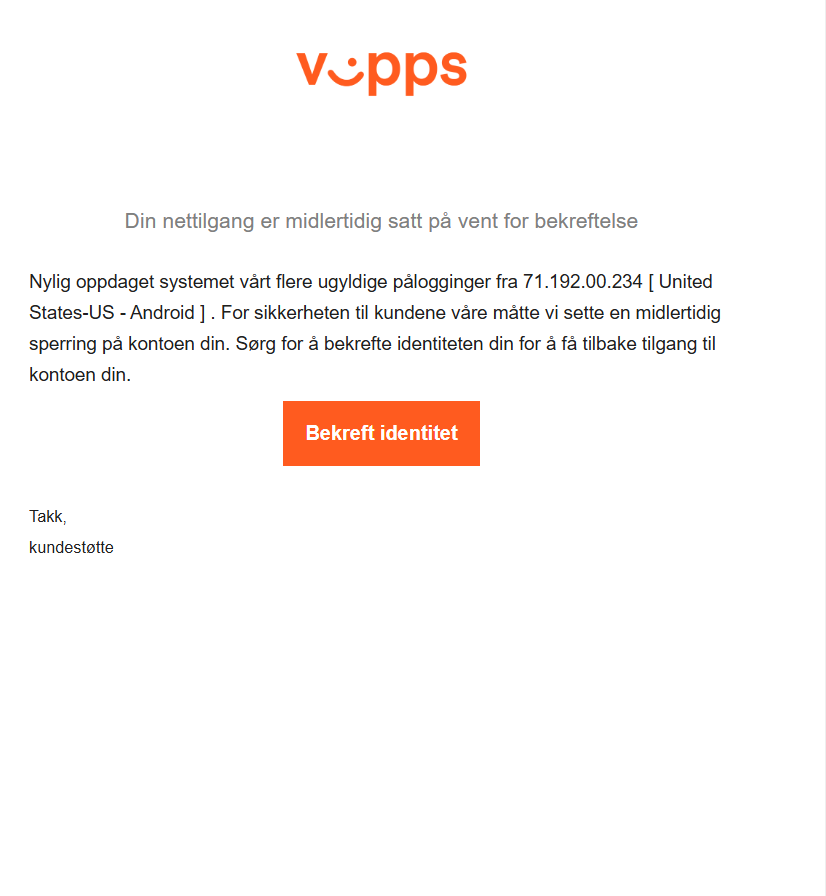 vipps
Din nettilgang er midlertidig satt på vent for bekreftelse
Nylig oppdaget systemet vårt flere ugyldige pålogginger fra 71.192.00.234 [ United
States-US - Android ] . For sikkerheten til kundene våre måtte vi sette en midlertidig
sperring på kontoen din. Sørg for å bekrefte identiteten din for å få tilbake tilgang til
kontoen din.
Bekreft identitet
Takk,
kundestøtte